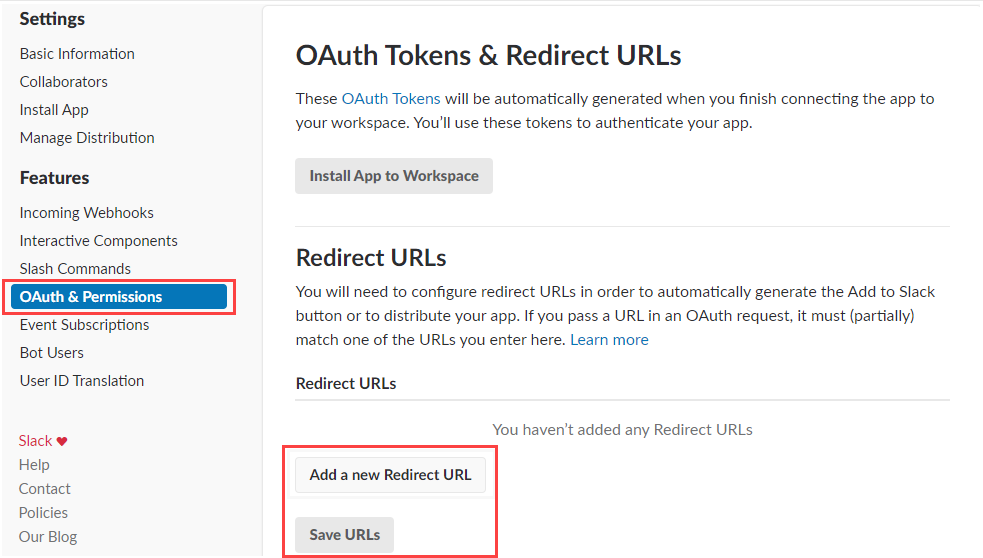 Settings
Basic Information
Collaborators
Install App
Manage Distribution
Features
Incoming Webhooks
Interactive Components
Slash Commands
OAuth & Permissions
Event Subscriptions
Bot Users
User ID Translation
Slack ♥
Help
Contact
Policies
Our Blog
OAuth Tokens & Redirect URLs
These OAuth Tokens will be automatically generated when you finish connecting the app to
your workspace. You’ll use these tokens to authenticate your app.
Install App to Workspace
Redirect URLs
You will need to configure redirect URLs in order to automatically generate the Add to Slack
button or to distribute your app. If you pass a URL in an OAuth request, it must (partially)
match one of the URLs you enter here. Learn more
Redirect URLs
You haven’t added any Redirect URLs
Add a new Redirect URL
Save URLs